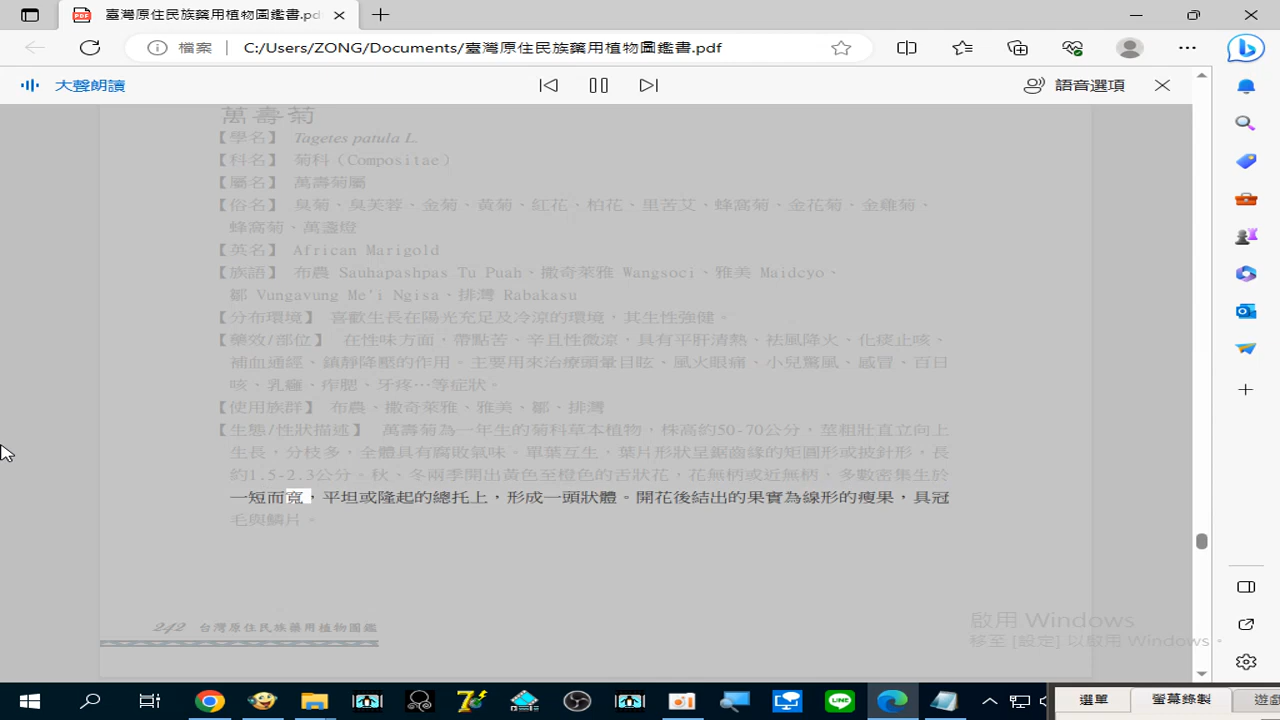 臺灣原住民族藥用植物圖鑑書.pd
檔案
C:/Users/ZONG/Documents/臺灣原住民族藥用植物圖鑑書.pdf
大聲朗讀
語音選項
萬壽菊
【學名】 Tagetes patula L.
【科名】 菊科（Compositae）
【屬名】 萬壽菊屬
【俗名】 臭菊、臭芙蓉、金菊、黃菊、紅花、柏花、里苦艾、蜂窩菊、金花菊、金雞菊、
蜂窩菊、萬盞燈
【英名】 African Marigold
【族語】 布農 Sauhapashpas Tu Puah、撒奇萊雅 Wangsoci、雅美 Maidcyo、
鄒 Vungavung Me'i Ngisa、排灣 Rabakasu
【分布環境】 喜歡生長在陽光充足及冷涼的環境，其生性強健。
【藥效/部位】 在性味方面，帶點苦、辛且性微涼，具有平肝清熱、袪風降火、化痰止咳、
補血通經、鎮靜降壓的作用。主要用來治療頭暈目眩、風火眼痛、小兒驚風、感冒、百日
咳、乳癰、痄腮、牙疼…等症狀。
【使用族群】 布農、撒奇萊雅、雅美、鄒、排灣
【生態/性狀描述】 萬壽菊為一年生的菊科草本植物，株高約50-70公分，莖粗壯直立向上
生長，分枝多，全體具有腐敗氣味。單葉互生，葉片形狀呈鋸齒緣的矩圓形或披針形，長
約1.5-2.3公分。秋、冬兩季開出黃色至橙色的舌狀花，花無柄或近無柄，多數密集生於
一短而寬，平坦或隆起的總托上，形成一頭狀體。開花後結出的果實為線形的瘦果，具冠
毛與鱗片。
242 台灣原住民族藥用植物圖鑑
啟用 Windows
移至 [設定] 以啟用 Windows。
選單
螢幕錄製
遊戲